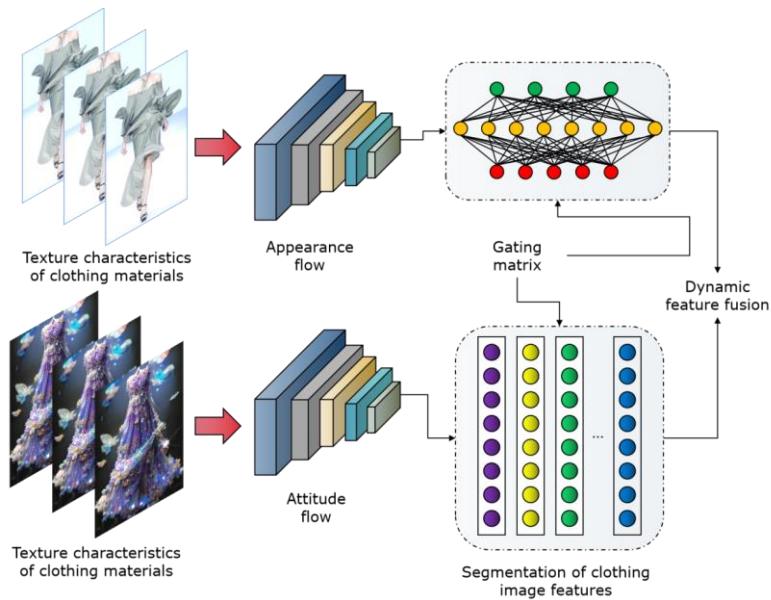 Texture characteristics
of clothing materials
Appearance
flow
Gating
matrix
Dynamic
feature fusion
Texture characteristics
of clothing materials
Attitude
flow
...
Segmentation of clothing
image features